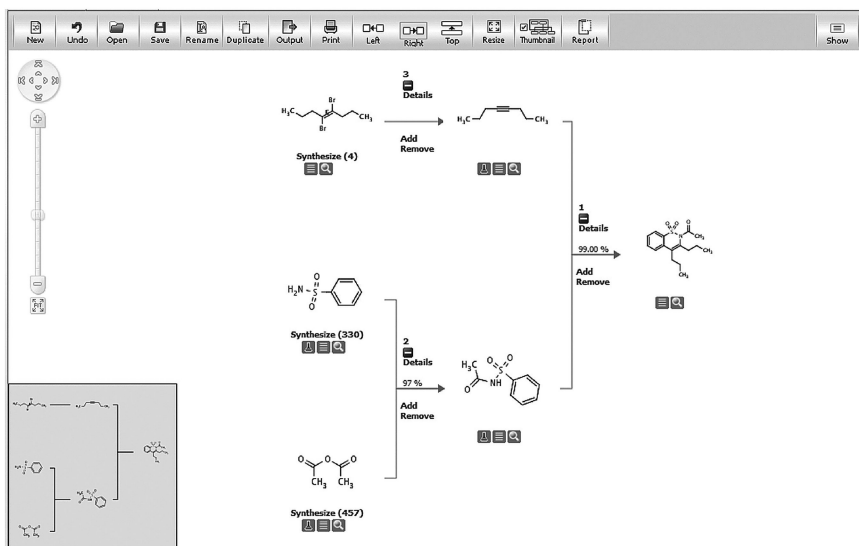 New Undo Open Save Rename Duplicate Output Print Left Right Top Resize Thumbnail Report Show
FIT
3
Details
Add
Remove
Br
E
H₃C
CH₃
Br
Synthesize (4)
H₃C
CH₃
1
Details
99.00 %
Add
Remove
O O
S N
O
CH₃
CH₃
CH₃
O
H₂N S
O
Synthesize (330)
2
Details
97 %
Add
Remove
H₃C O O
S
O NH
O O O
CH₃ CH₃
Synthesize (457)